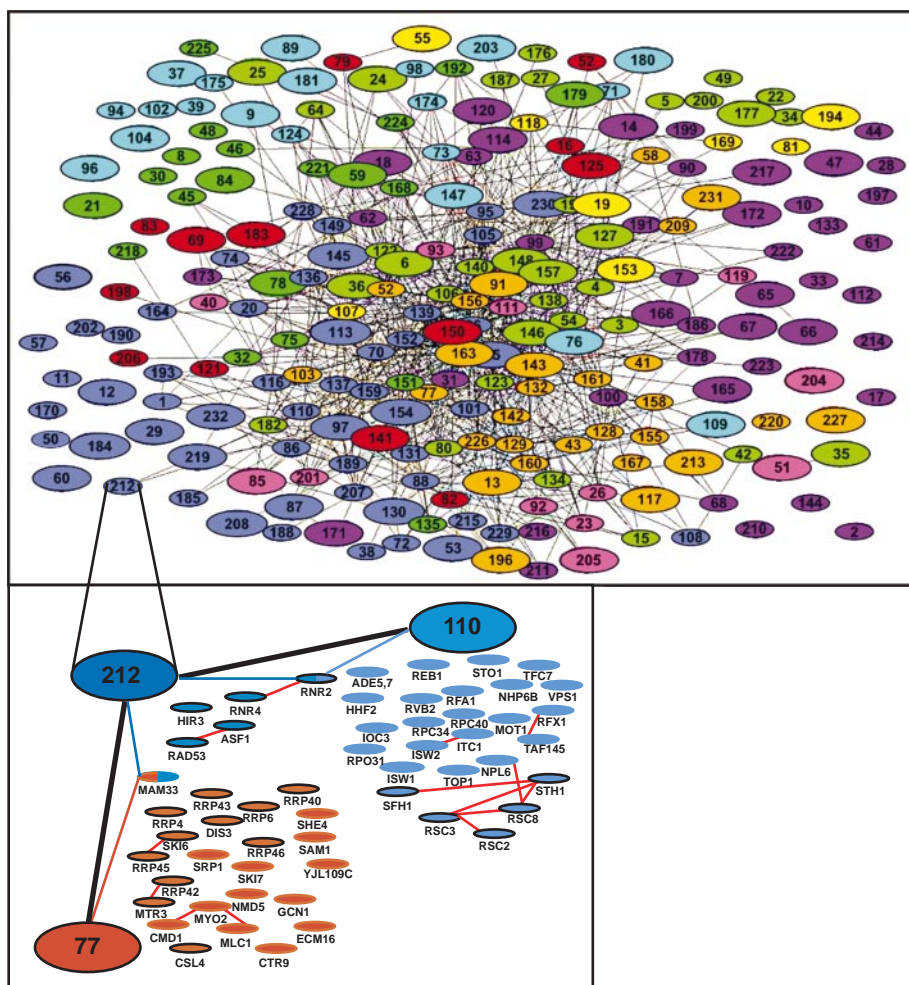 55
89 203 176
225 79 52 180
37 25 24 98 192 27 49
175 181 187 179 71 22
94 102 39 9 64 174 120 5 200 177 34 194
48 124 224 118 14 199 44
104 46 73 114 16 169 81
8 221 18 63 125 58 90 217 47 28
96 30 84 59 168 147 197
21 45 62 95 230 19 231 172 10
83 228 149 105 191 209 133
69 183 99 127 61
218 74 145 93 222
56 173 136 6 140 148 157 153 7 119 33
198 78 36 52 106 91 4 65 112
40 20 156 111 138 166
164 107 139 54 3 186 67 66
202 190 113 152 150 146 76 214
57 206 75 70 163 178 223
193 121 32 103 151 31 123 143 41 204
11 12 116 137 159 77 132 161 100 165 17
170 1 232 110 154 101 142 158
29 182 97 226 128 109 220 227
50 184 86 141 131 80 129 43 155 42 35
219 189 160 167 213 51
60 212 85 201 88 13 134
185 207 82 92 26 117 68 144
208 87 130 135 215 23 210 2
188 171 72 229 216 15 108
38 53 196 205
211
110
212
RNR2
ADE5,7
REB1
STO1
TFC7
RNR4
HHF2
RVB2
RFA1
NHP6B
VPS1
HIR3
ASF1
IOC3
RPC34
RPC40
MOT1
RFX1
RAD53
RPO31
ISW2
ITC1
TAF145
MAM33
ISW1
TOP1
NPL6
STH1
SFH1
RSC3
RSC8
RSC2
RRP43
RRP40
RRP4
RRP6
DIS3
SHE4
SKI6
RRP46
SAM1
RRP45
SRP1
SKI7
YJL109C
RRP42
MTR3
NMD5
GCN1
MYO2
CMD1
MLC1
ECM16
CSL4
CTR9
77